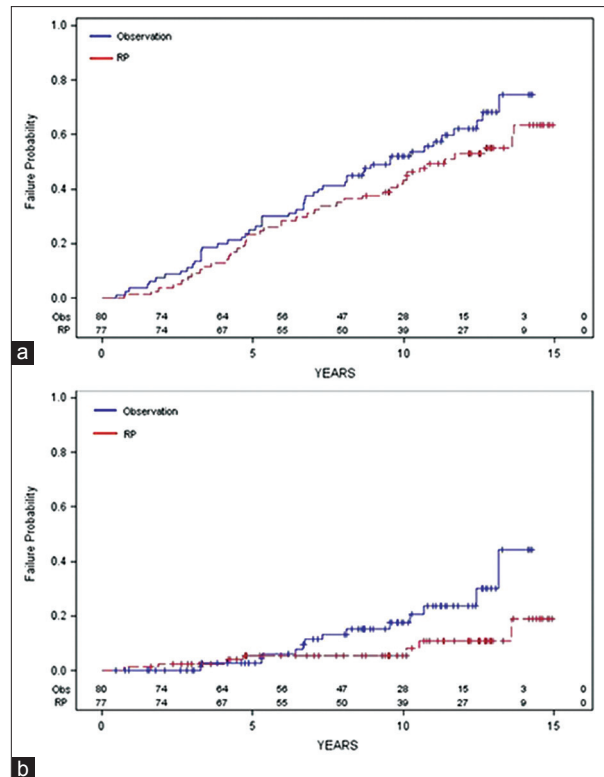 1.0
Observation
RP
0.8
0.6
0.4
0.2
0.0
Failure Probability
Obs 80 74 64 56 47 28 15 3 0
RP 77 74 67 55 50 39 27 9 0
0 5 10 15
YEARS
a
1.0
Observation
RP
0.8
0.6
0.4
0.2
0.0
Failure Probability
Obs 80 74 64 56 47 28 15 3 0
RP 77 74 67 55 50 39 27 9 0
0 5 10 15
YEARS
b